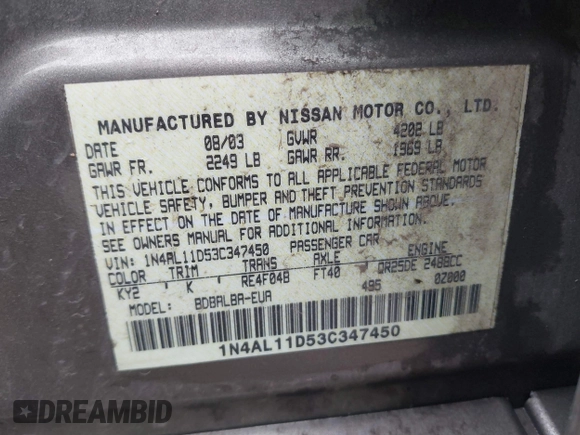 MANUFACTURED BY NISSAN MOTOR CO., LTD.
DATE 08/03 GVWR 4202 LB
GAWR FR. 2249 LB GAWR RR. 1969 LB
THIS VEHICLE CONFORMS TO ALL APPLICABLE FEDERAL MOTOR
VEHICLE SAFETY, BUMPER AND THEFT PREVENTION STANDARDS
IN EFFECT ON THE DATE OF MANUFACTURE SHOWN ABOVE.
SEE OWNERS MANUAL FOR ADDITIONAL INFORMATION.
VIN: 1N4AL11D53C347450 PASSENGER CAR
COLOR TRIM TRANS AXLE ENGINE
KY2 K RE4F04B FT40 QR25DE 2488CC
MODEL: BDBALBA-EUA 496 0Z000
1N4AL11D53C347450
DREAMBID